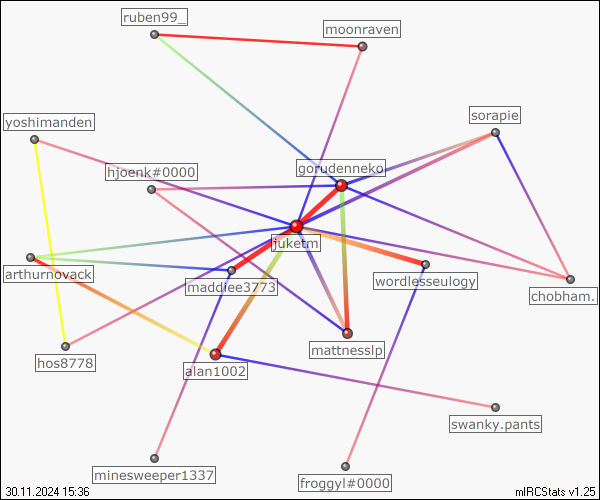 ruben99_
moonraven
sorapie
yoshimanden
hjoenk#0000
gorudenneko
juketm
arthurnovack
maddiee3773
wordlesseulogy
chobham.
mattnesslp
hos8778
alan1002
swanky.pants
minesweeper1337
froggyl#0000
30.11.2024 15:36
mIRCStats v1.25